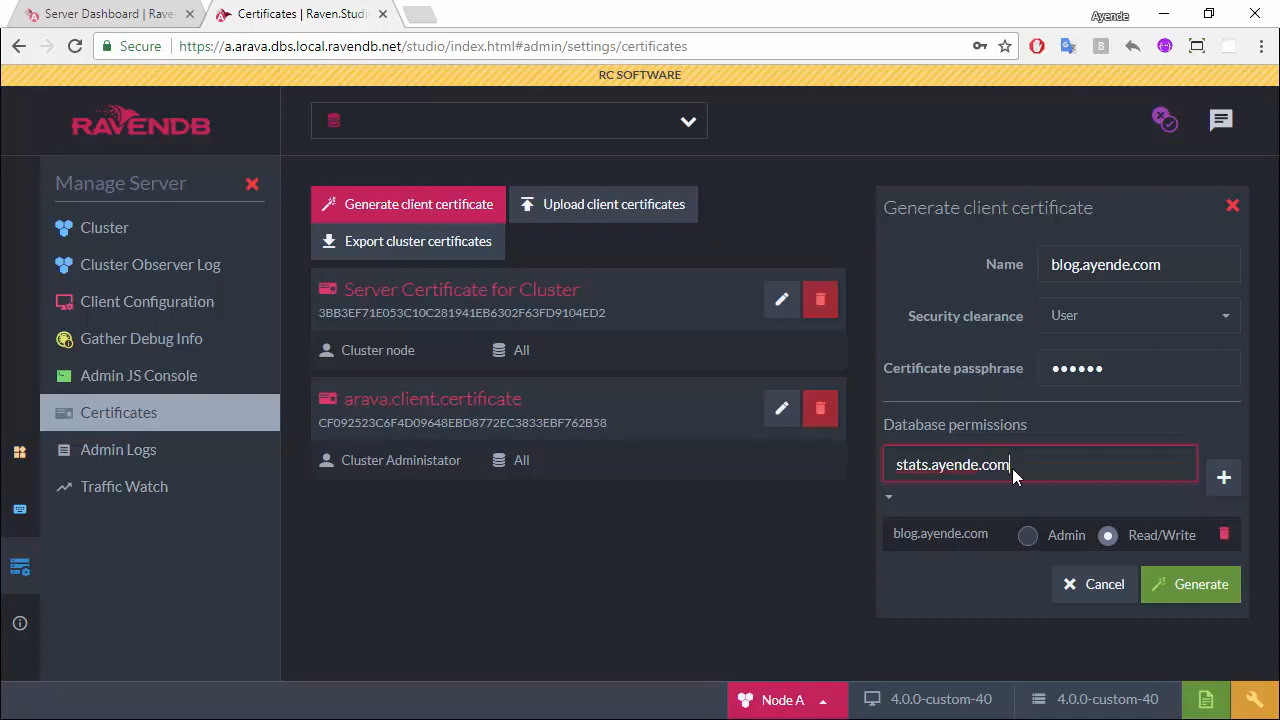 Server Dashboard | Rave
Certificates | Raven.Studio
Ayende
Secure
https://a.arava.dbs.local.ravendb.net/studio/index.html#admin/settings/certificates
B
RC SOFTWARE
RAVENDB
Manage Server
Cluster
Cluster Observer Log
Client Configuration
Gather Debug Info
Admin JS Console
Certificates
Admin Logs
Traffic Watch
Generate client certificate
Upload client certificates
Export cluster certificates
Server Certificate for Cluster
3BB3EF71E053C10C281941EB6302F63FD9104ED2
Cluster node
All
arava.client.certificate
CF092523C6F4D09648EBD8772EC3833EBF762B58
Cluster Administator
All
Generate client certificate
Name
blog.ayende.com
Security clearance
User
Certificate passphrase
••••••
Database permissions
stats.ayende.com
blog.ayende.com
Admin
Read/Write
Cancel
Generate
Node A
4.0.0-custom-40
4.0.0-custom-40